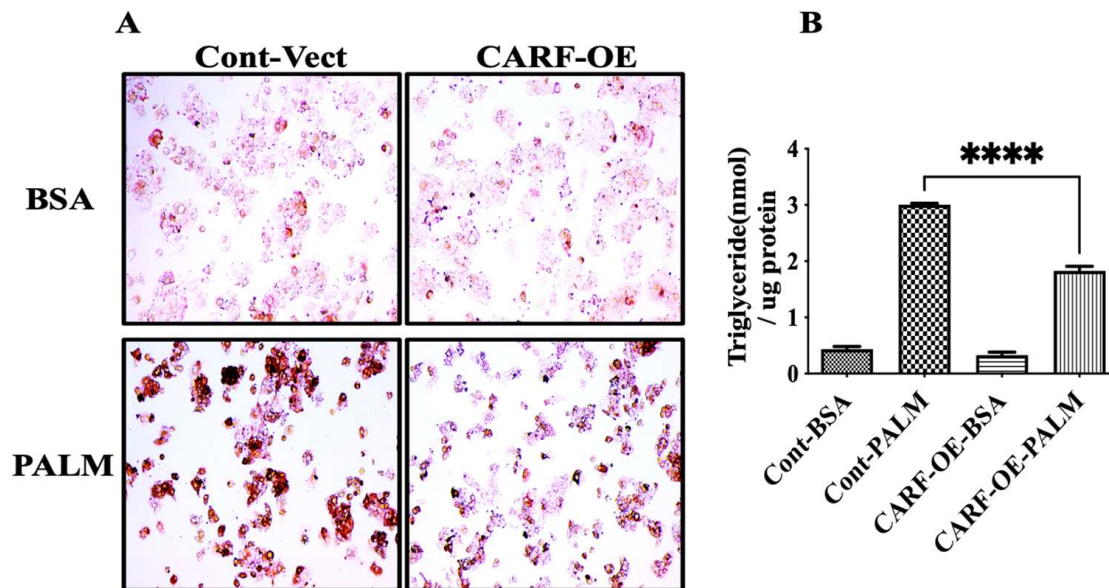 A
Cont-Vect CARF-OE
BSA
PALM
B
Triglyceride(nmol)
/ ug protein
4
3
2
1
0
****
Cont-BSA
Cont-PALM
CARF-OE-BSA
CARF-OE-PALM